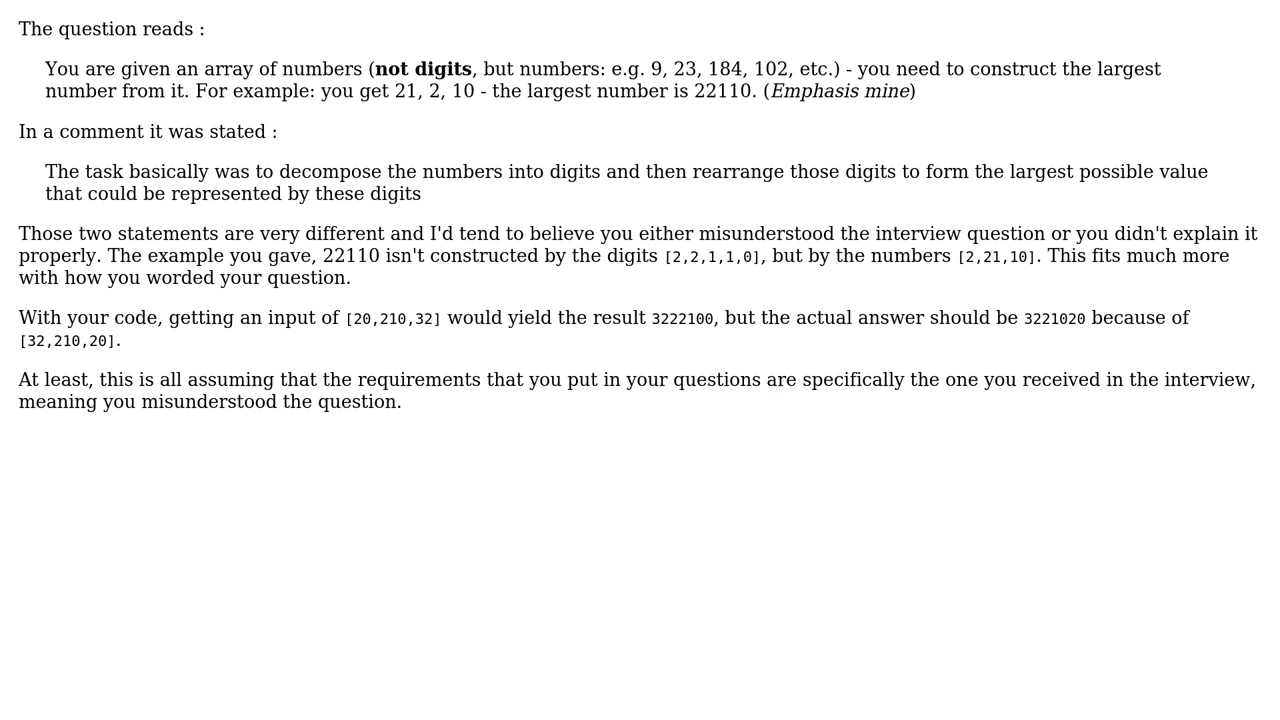 The question reads :
You are given an array of numbers (not digits, but numbers: e.g. 9, 23, 184, 102, etc.) - you need to construct the largest
number from it. For example: you get 21, 2, 10 - the largest number is 22110. (Emphasis mine)
In a comment it was stated :
The task basically was to decompose the numbers into digits and then rearrange those digits to form the largest possible value
that could be represented by these digits
Those two statements are very different and I'd tend to believe you either misunderstood the interview question or you didn't explain it
properly. The example you gave, 22110 isn't constructed by the digits [2,2,1,1,0], but by the numbers [2,21,10]. This fits much more
with how you worded your question.
With your code, getting an input of [20,210,32] would yield the result 3222100, but the actual answer should be 3221020 because of
[32,210,20].
At least, this is all assuming that the requirements that you put in your questions are specifically the one you received in the interview,
meaning you misunderstood the question.